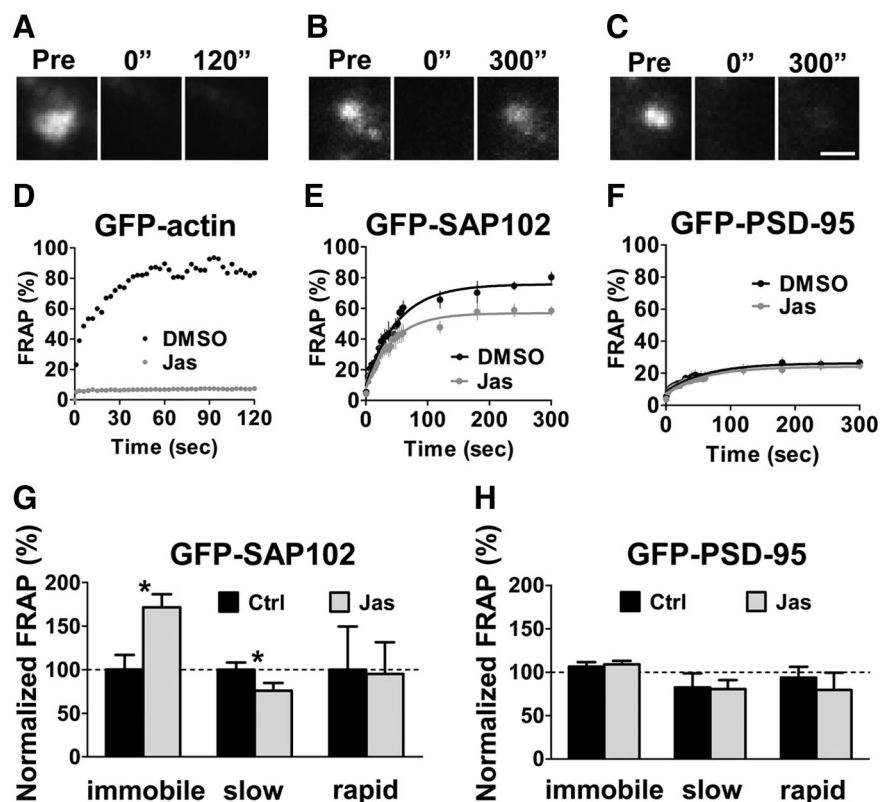 A B C
Pre 0” 120” Pre 0” 300” Pre 0” 300”
D E F
GFP-actin GFP-SAP102 GFP-PSD-95
FRAP (%)
100
80
60
40
20
0
DMSO
Jas
0 30 60 90 120
Time (sec)
FRAP (%)
100
80
60
40
20
0
DMSO
Jas
0 100 200 300
Time (sec)
FRAP (%)
100
80
60
40
20
0
DMSO
Jas
0 100 200 300
Time (sec)
G H
GFP-SAP102
Normalized FRAP (%)
200
150
100
50
0
* *
Ctrl Jas
immobile slow rapid
GFP-PSD-95
Normalized FRAP (%)
200
150
100
50
0
Ctrl Jas
immobile slow rapid